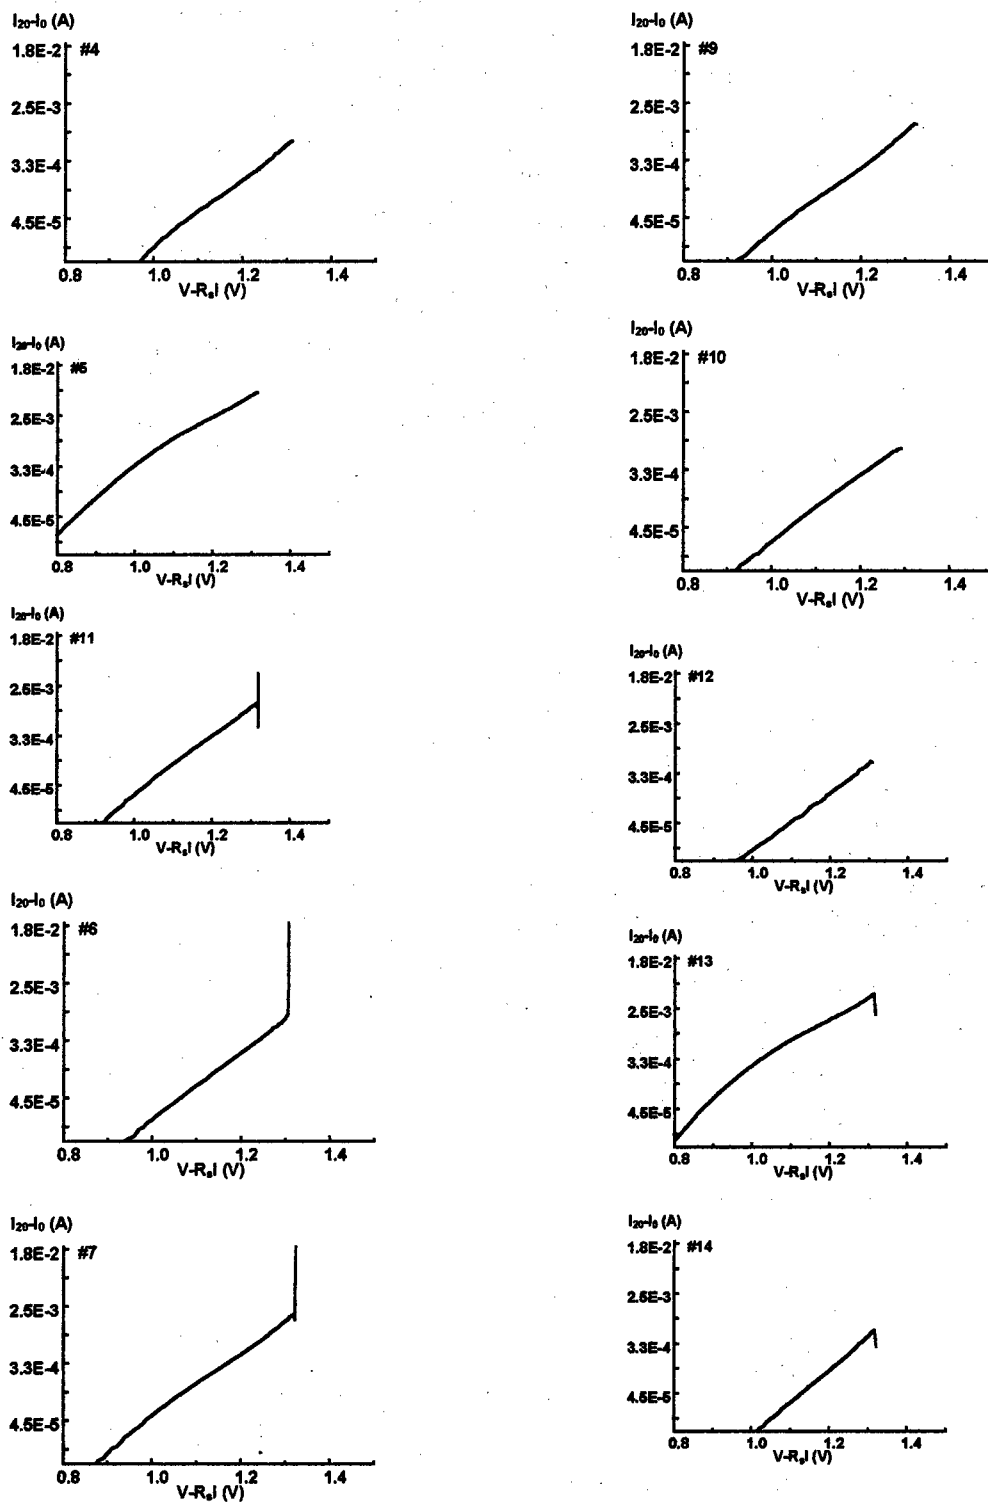 I₂₀-I₀ (A)
1.8E-2 #4
2.5E-3
3.3E-4
4.5E-5
0.8 1.0 1.2 1.4
V-RₛI (V)
I₂₀-I₀ (A)
1.8E-2 #5
2.5E-3
3.3E-4
4.5E-5
0.8 1.0 1.2 1.4
V-RₛI (V)
I₂₀-I₀ (A)
1.8E-2 #11
2.5E-3
3.3E-4
4.5E-5
0.8 1.0 1.2 1.4
V-RₛI (V)
I₂₀-I₀ (A)
1.8E-2 #6
2.5E-3
3.3E-4
4.5E-5
0.8 1.0 1.2 1.4
V-RₛI (V)
I₂₀-I₀ (A)
1.8E-2 #7
2.5E-3
3.3E-4
4.5E-5
0.8 1.0 1.2 1.4
V-RₛI (V)
I₂₀-I₀ (A)
1.8E-2 #9
2.5E-3
3.3E-4
4.5E-5
0.8 1.0 1.2 1.4
V-RₛI (V)
I₂₀-I₀ (A)
1.8E-2 #10
2.5E-3
3.3E-4
4.5E-5
0.8 1.0 1.2 1.4
V-RₛI (V)
I₂₀-I₀ (A)
1.8E-2 #12
2.5E-3
3.3E-4
4.5E-5
0.8 1.0 1.2 1.4
V-RₛI (V)
I₂₀-I₀ (A)
1.8E-2 #13
2.5E-3
3.3E-4
4.5E-5
0.8 1.0 1.2 1.4
V-RₛI (V)
I₂₀-I₀ (A)
1.8E-2 #14
2.5E-3
3.3E-4
4.5E-5
0.8 1.0 1.2 1.4
V-RₛI (V)